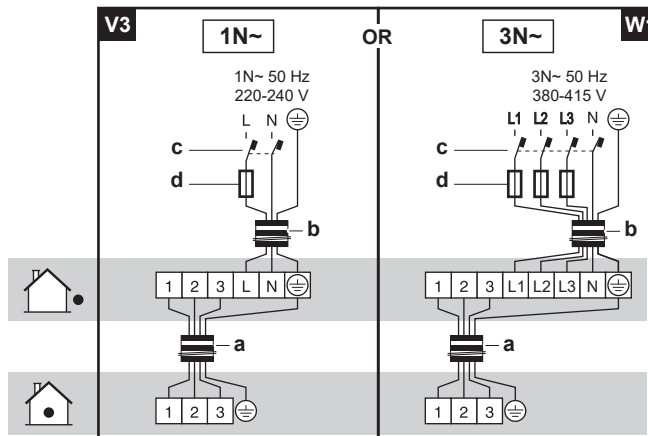 V3
1N~
OR
3N~
W1
1N~ 50 Hz
220-240 V
3N~ 50 Hz
380-415 V
L N
L1 L2 L3 N
c
c
d
d
b
b
1 2 3 L N
1 2 3 L1 L2 L3 N
a
a
1 2 3
1 2 3